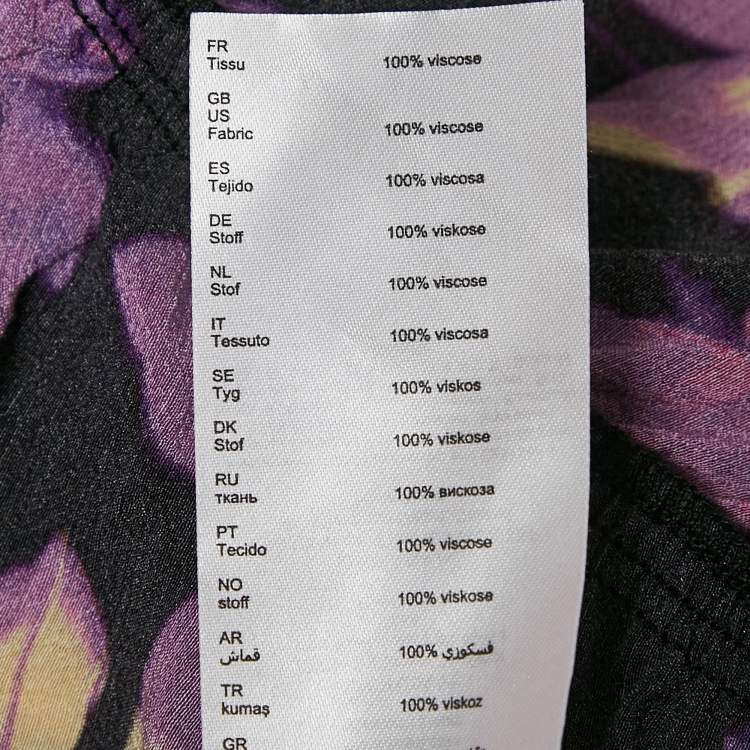 FR
Tissu 100% viscose
GB
US
Fabric 100% viscose
ES
Tejido 100% viscosa
DE
Stoff 100% viskose
NL
Stof 100% viscose
IT
Tessuto 100% viscosa
SE
Tyg 100% viskos
DK
Stof 100% viskose
RU
ткань 100% вискоза
PT
Tecido 100% viscose
NO
stoff 100% viskose
AR
قماش 100% فسكوزي
TR
kumaş 100% viskoz
GR